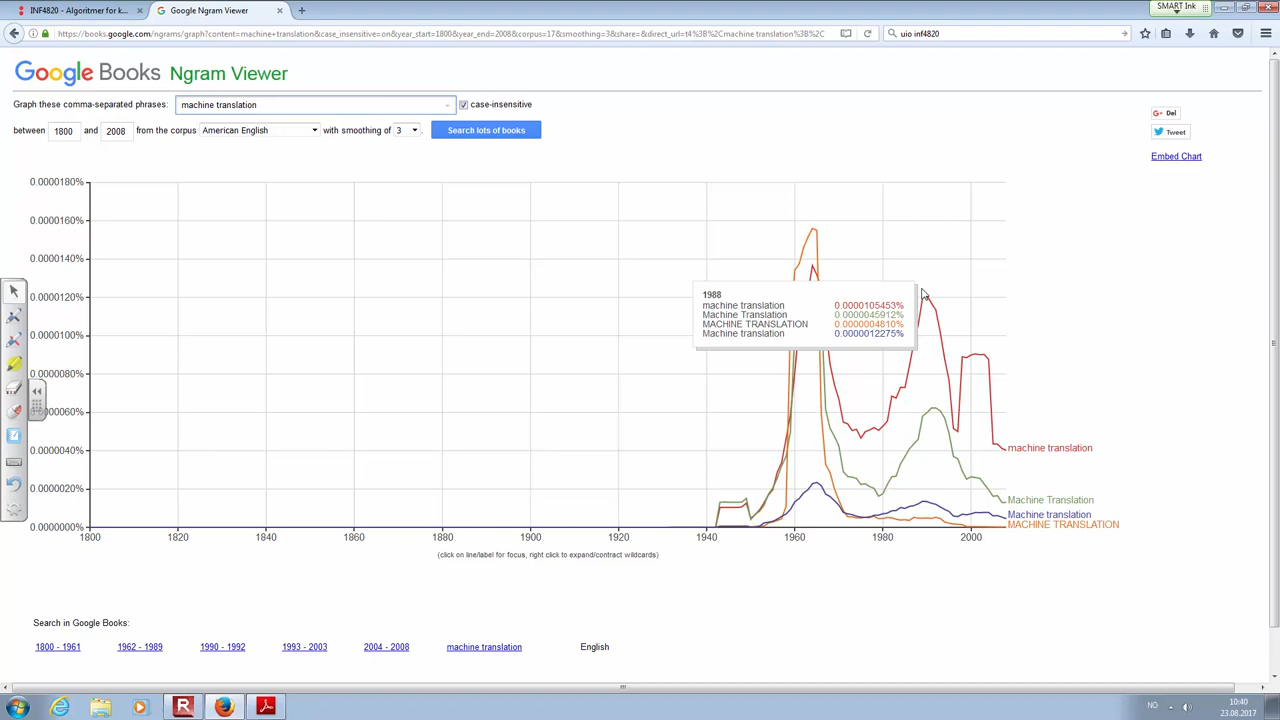 INF4820 - Algoritmer for k... × Google Ngram Viewer × + SMART Ink
https://books.google.com/ngrams/graph?content=machine+translation&case_insensitive=on&year_start=1800&year_end=2008&corpus=17&smoothing=3&share=&direct_url=t4%3B%2Cmachine translation%3B%2C uio inf4820
Google Books Ngram Viewer
Graph these comma-separated phrases: machine translation case-insensitive
between 1800 and 2008 from the corpus American English with smoothing of 3 . Search lots of books
Del
Tweet
Embed Chart
0.0000180%
0.0000160%
0.0000140%
0.0000120%
0.0000100%
0.0000080%
0.0000060%
0.0000040%
0.0000020%
0.0000000%
1988
machine translation 0.0000105453%
Machine Translation 0.0000045912%
MACHINE TRANSLATION 0.0000004810%
Machine translation 0.0000012275%
machine translation
Machine Translation
Machine translation
MACHINE TRANSLATION
1800 1820 1840 1860 1880 1900 1920 1940 1960 1980 2000
(click on line/label for focus, right click to expand/contract wildcards)
Search in Google Books:
1800 - 1961 1962 - 1989 1990 - 1992 1993 - 2003 2004 - 2008 machine translation English
NO 10:40
23.08.2017